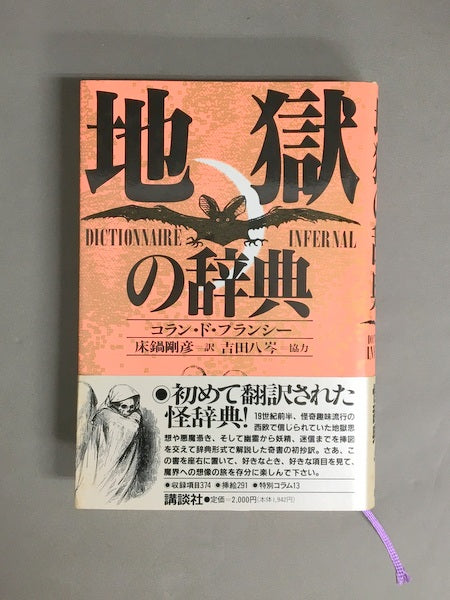 地獄
DICTIONNAIRE INFERNAL
の辞典
コラン・ド・プランシー
床鍋剛彦 訳 吉田八岑 協力
●初めて翻訳された
怪辞典!
19世紀前半、怪奇趣味流行の
西欧で信じられていた地獄思
想や悪魔憑き、そして幽霊から妖精、迷信までを挿図
を交えて辞典形式で解説した奇書の初抄訳。さあ、こ
の書を座右に置いて、好きなとき、好きな項目を見て、
魔界への想像の旅を存分に楽しんで下さい。
●収録項目374 ●挿絵291 ●特別コラム13
講談社 ●定価=2,000円(本体1,942円)